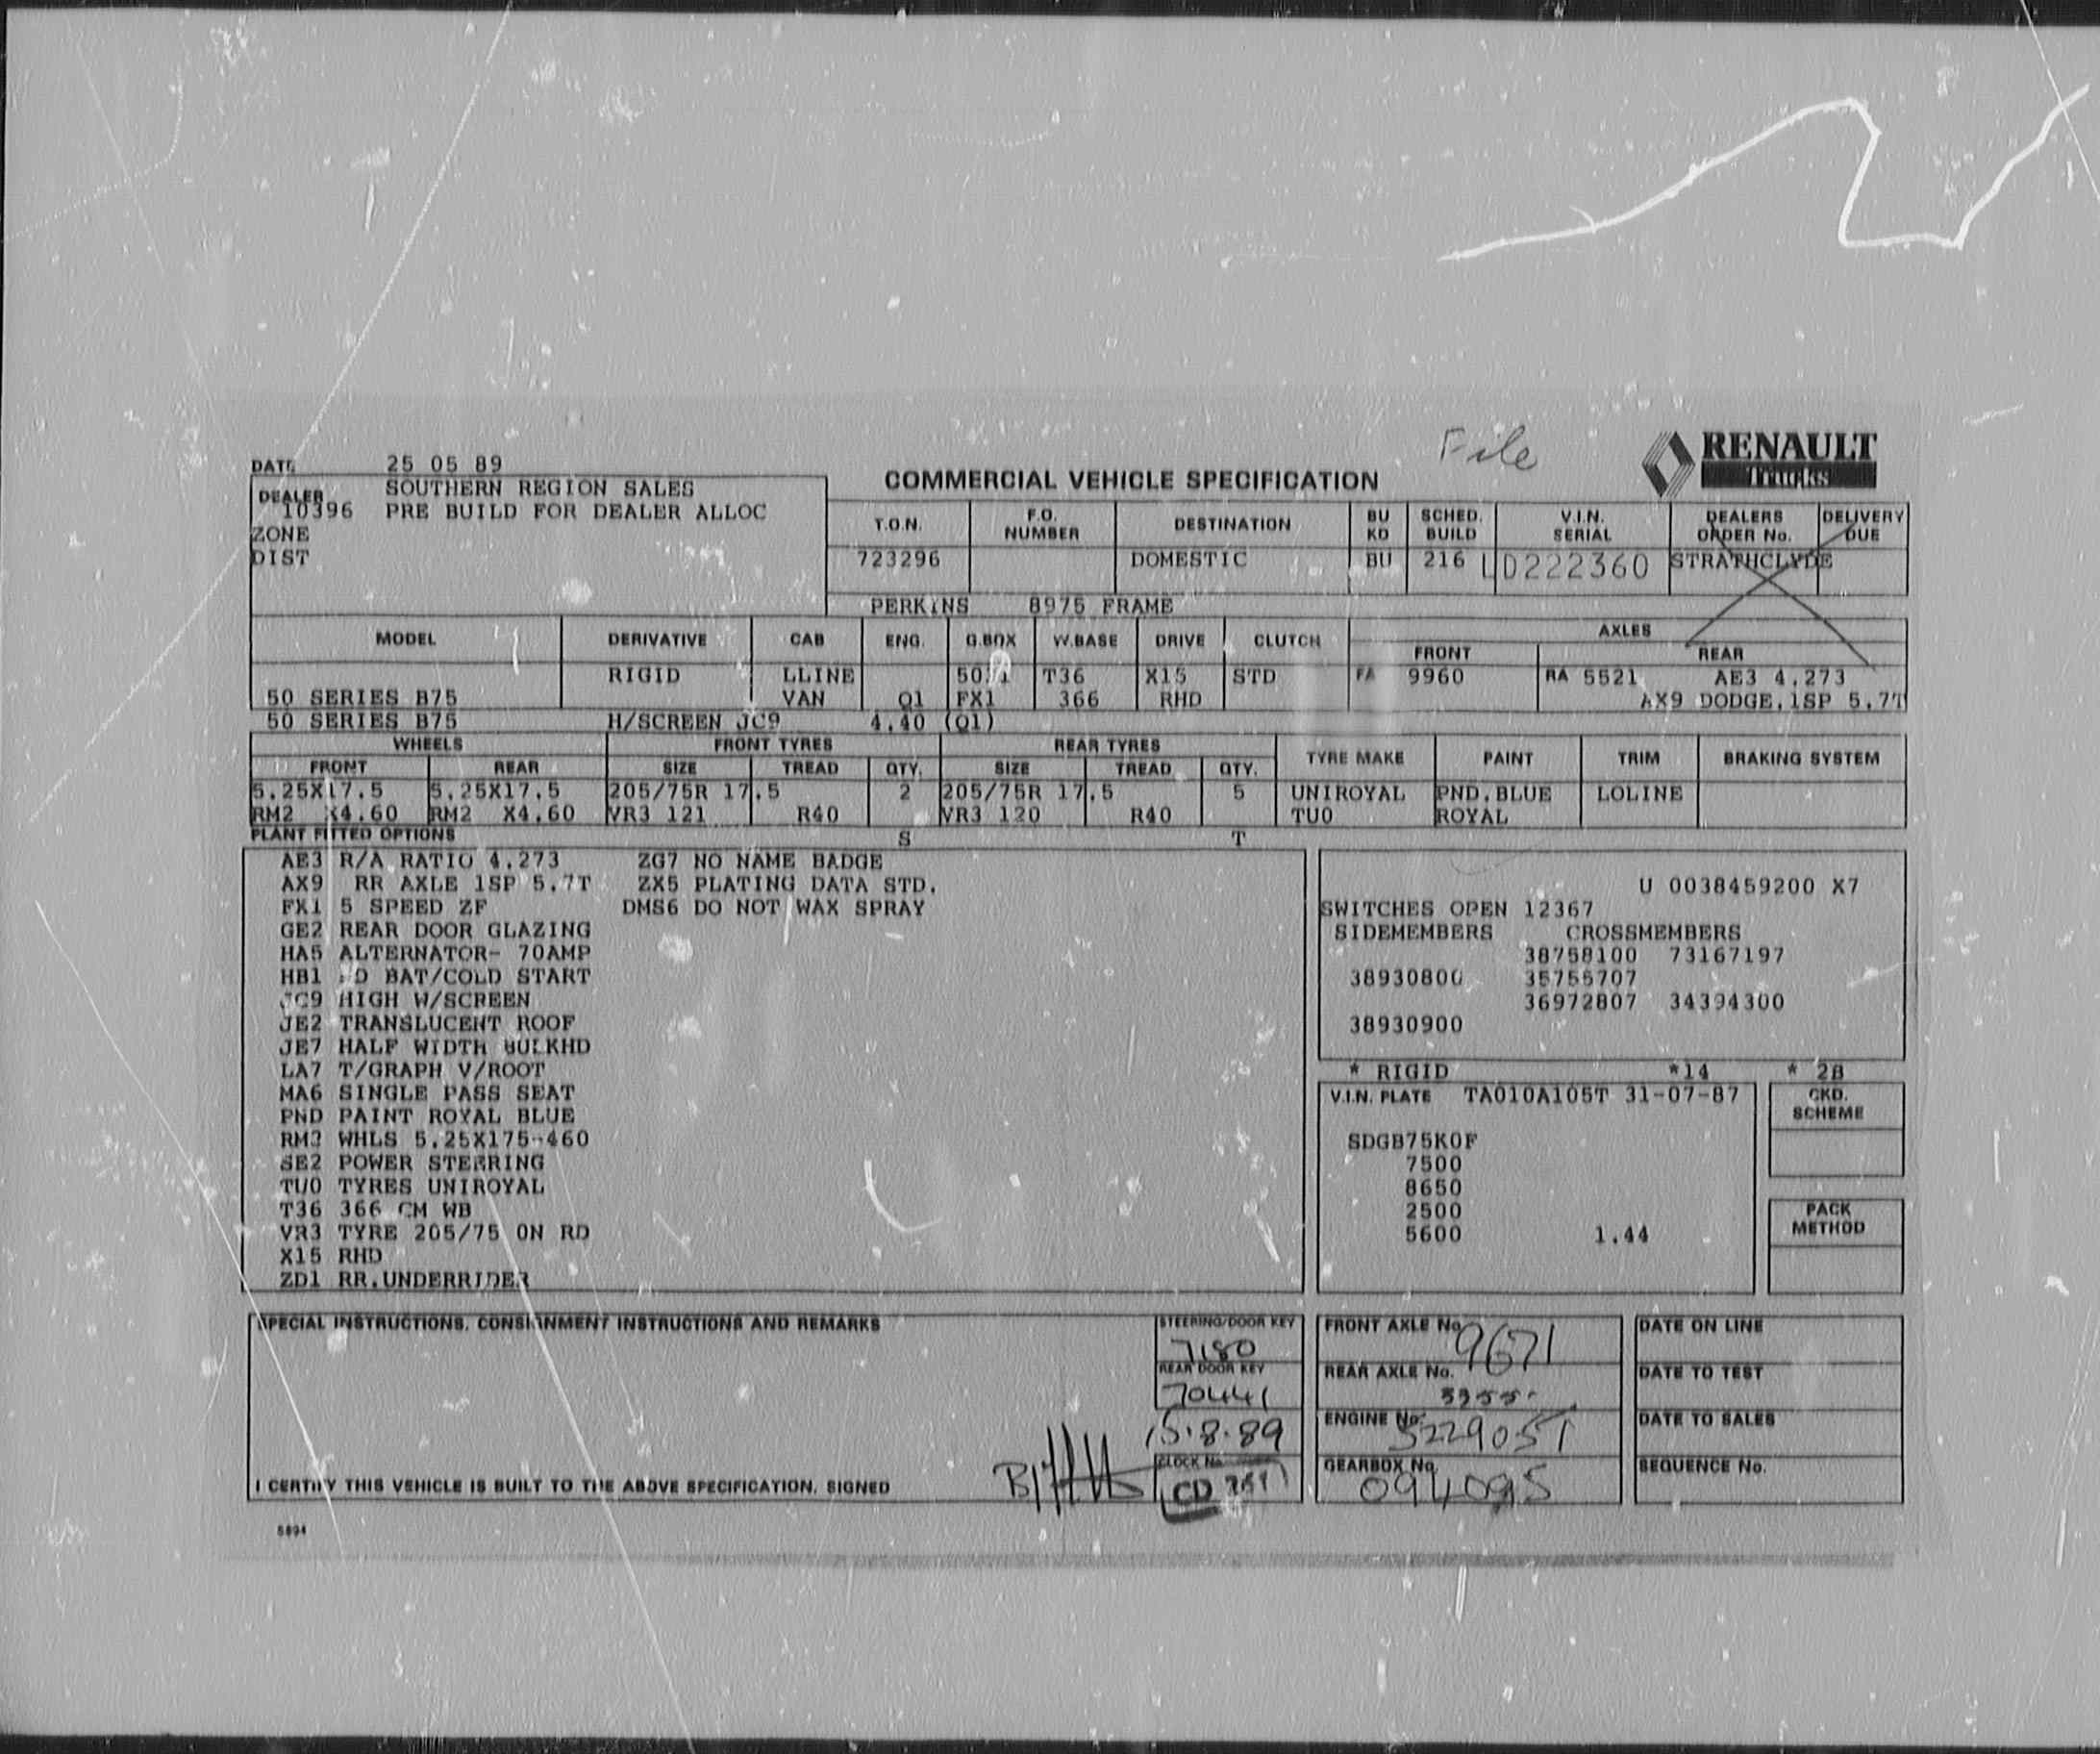 File
RENAULT
Trucks
DATE 25 05 89
COMMERCIAL VEHICLE SPECIFICATION
DEALER SOUTHERN REGION SALES
10396 PRE BUILD FOR DEALER ALLOC
ZONE
DIST
T.O.N. F.O. NUMBER DESTINATION BU KD SCHED. BUILD V.I.N. SERIAL DEALERS ORDER No. DELIVERY DUE
723296 DOMESTIC BU 216 LD222360 STRATHCLYDE
PERKINS 8975 FRAME
MODEL DERIVATIVE CAB ENG. G.BOX W.BASE DRIVE CLUTCH AXLES
FRONT REAR
RIGID LLINE T36 X15 STD FA 9960 RA 5521 AE3 4.273
50 SERIES B75 VAN Q1 FX1 366 RHD AX9 DODGE.1SP 5.7T
50 SERIES B75 H/SCREEN JC9 4.40 (Q1)
WHEELS FRONT TYRES REAR TYRES TYRE MAKE PAINT TRIM BRAKING SYSTEM
FRONT REAR SIZE TREAD QTY. SIZE TREAD QTY.
5.25X17.5 5.25X17.5 205/75R 17.5 2 205/75R 17.5 5 UNIROYAL PND.BLUE LOLINE
RM2 X4.60 RM2 X4.60 VR3 121 R40 VR3 120 R40 TU0 ROYAL
PLANT FITTED OPTIONS S T
AE3 R/A RATIO 4.273 ZG7 NO NAME BADGE
AX9 RR AXLE 1SP 5.7T ZX5 PLATING DATA STD.
FX1 5 SPEED ZF DMS6 DO NOT WAX SPRAY
GE2 REAR DOOR GLAZING
HA5 ALTERNATOR- 70AMP
HB1 BAT/COLD START
JC9 HIGH W/SCREEN
JE2 TRANSLUCENT ROOF
JE7 HALF WIDTH BULKHD
LA7 T/GRAPH V/ROOT
MA6 SINGLE PASS SEAT
PND PAINT ROYAL BLUE
RM2 WHLS 5.25X175-460
SE2 POWER STEERING
TU0 TYRES UNIROYAL
T36 366 CM WB
VR3 TYRE 205/75 ON RD
X15 RHD
ZD1 RR.UNDERRIDER
U 0038459200 X7
SWITCHES OPEN 12367
SIDEMEMBERS CROSSMEMBERS
38758100 73167197
38930800 35755707
36972807 34394300
38930900
* RIGID *14 * 2B
V.I.N. PLATE TA010A105T 31-07-87
CKD. SCHEME
SDGB75K0F
7500
8650
2500
5600 1.44
PACK METHOD
SPECIAL INSTRUCTIONS. CONSIGNMENT INSTRUCTIONS AND REMARKS
STEERING/DOOR KEY
7180
REAR DOOR KEY
70441
15.8.89
CLOCK No.
CD
I CERTIFY THIS VEHICLE IS BUILT TO THE ABOVE SPECIFICATION. SIGNED
FRONT AXLE No. 9671
REAR AXLE No.
ENGINE No.
GEARBOX No.
094095
DATE ON LINE
DATE TO TEST
DATE TO SALES
SEQUENCE No.
5894